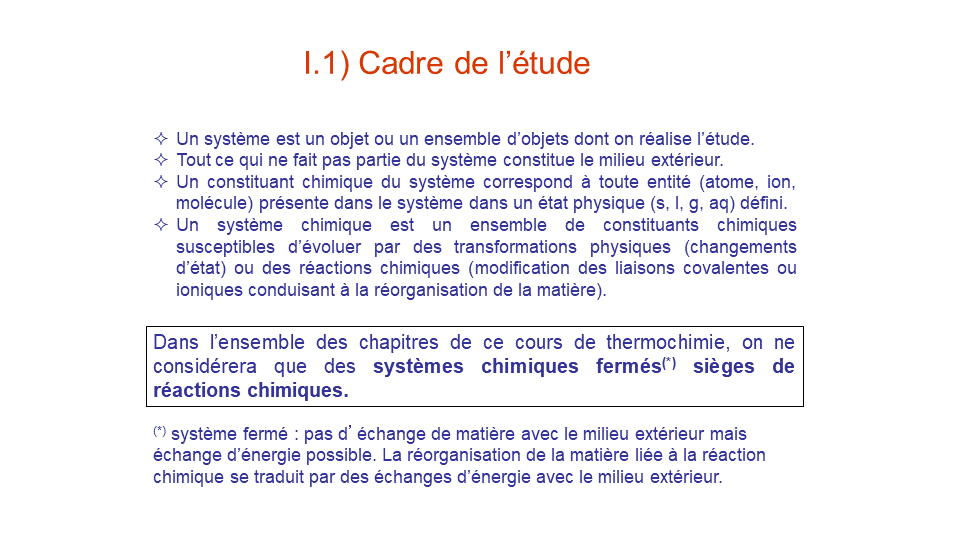 I.1) Cadre de l’étude
✧ Un système est un objet ou un ensemble d’objets dont on réalise l’étude.
✧ Tout ce qui ne fait pas partie du système constitue le milieu extérieur.
✧ Un constituant chimique du système correspond à toute entité (atome, ion,
molécule) présente dans le système dans un état physique (s, l, g, aq) défini.
✧ Un système chimique est un ensemble de constituants chimiques
susceptibles d’évoluer par des transformations physiques (changements
d’état) ou des réactions chimiques (modification des liaisons covalentes ou
ioniques conduisant à la réorganisation de la matière).
Dans l’ensemble des chapitres de ce cours de thermochimie, on ne
considérera que des systèmes chimiques fermés(*) sièges de
réactions chimiques.
(*) système fermé : pas d’ échange de matière avec le milieu extérieur mais
échange d’énergie possible. La réorganisation de la matière liée à la réaction
chimique se traduit par des échanges d’énergie avec le milieu extérieur.